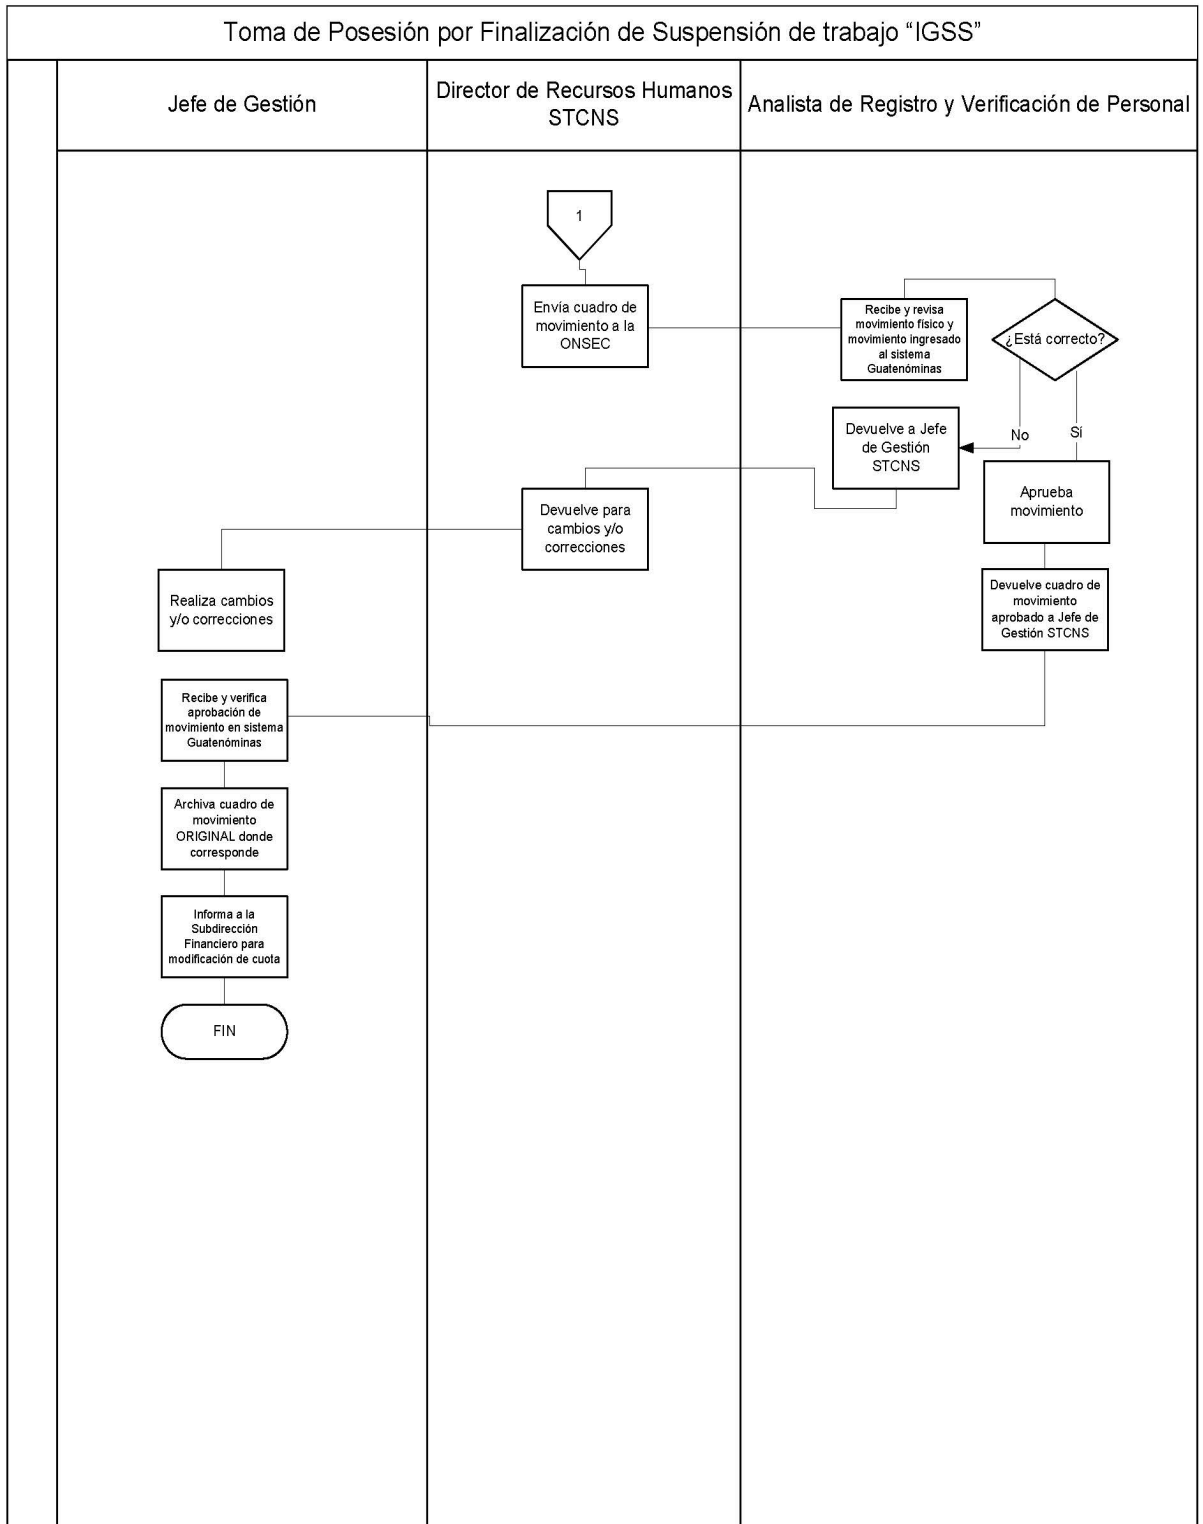 Toma de Posesión por Finalización de Suspensión de trabajo “IGSS”
Jefe de Gestión
Director de Recursos Humanos
STCNS
Analista de Registro y Verificación de Personal
1
Envía cuadro de
movimiento a la
ONSEC
Recibe y revisa
movimiento físico y
movimiento ingresado
al sistema
Guatenóminas
¿Está correcto?
No
Sí
Devuelve a Jefe
de Gestión
STCNS
Aprueba
movimiento
Devuelve para
cambios y/o
correcciones
Realiza cambios
y/o correcciones
Devuelve cuadro de
movimiento
aprobado a Jefe de
Gestión STCNS
Recibe y verifica
aprobación de
movimiento en sistema
Guatenóminas
Archiva cuadro de
movimiento
ORIGINAL donde
corresponde
Informa a la
Subdirección
Financiero para
modificación de cuota
FIN